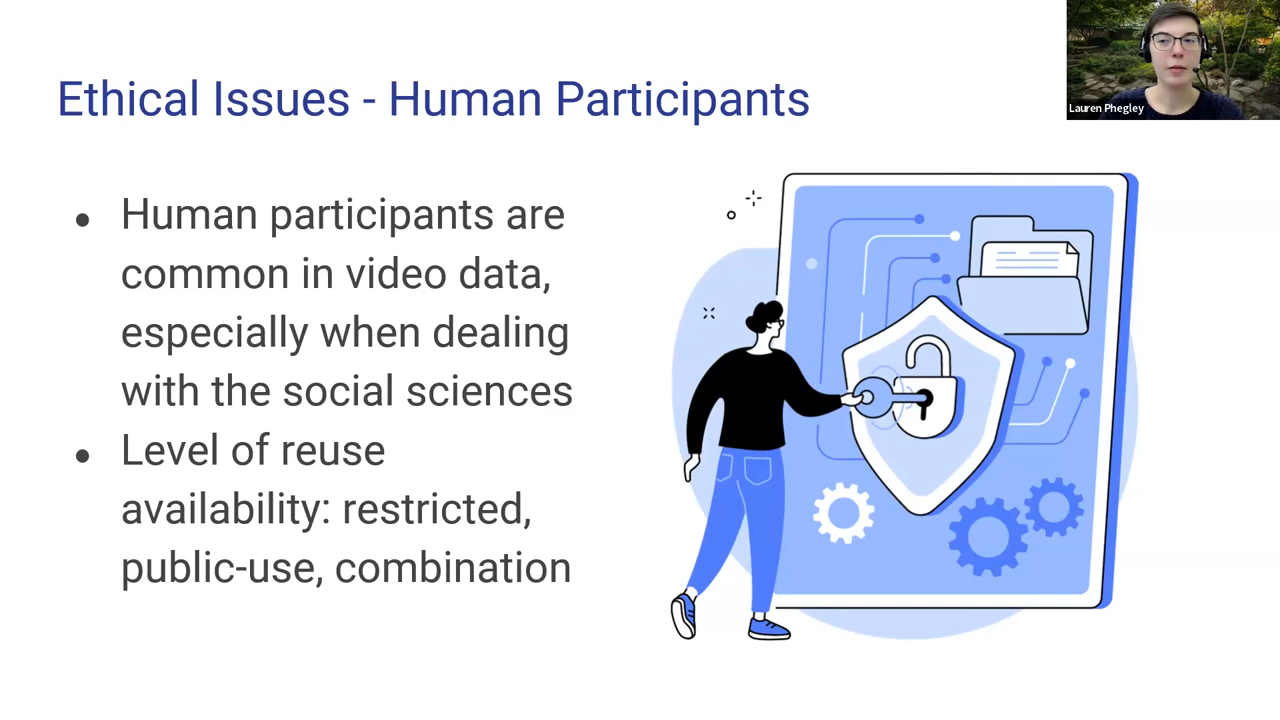 Ethical Issues - Human Participants
Lauren Phegley
● Human participants are
common in video data,
especially when dealing
with the social sciences
● Level of reuse
availability: restricted,
public-use, combination